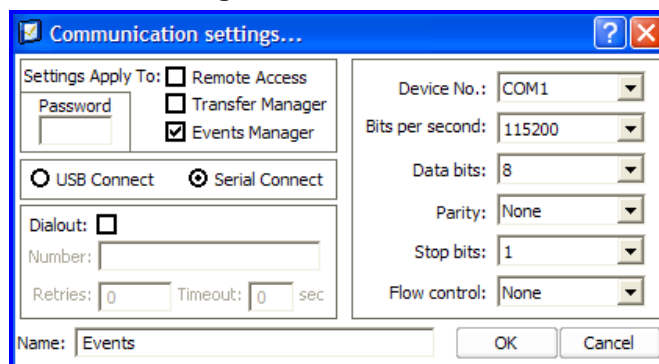 Communication settings...
Settings Apply To: Remote Access
Password
Transfer Manager
Events Manager
USB Connect Serial Connect
Dialout:
Number:
Retries: 0 Timeout: 0 sec
Device No.: COM1
Bits per second: 115200
Data bits: 8
Parity: None
Stop bits: 1
Flow control: None
Name: Events
OK Cancel